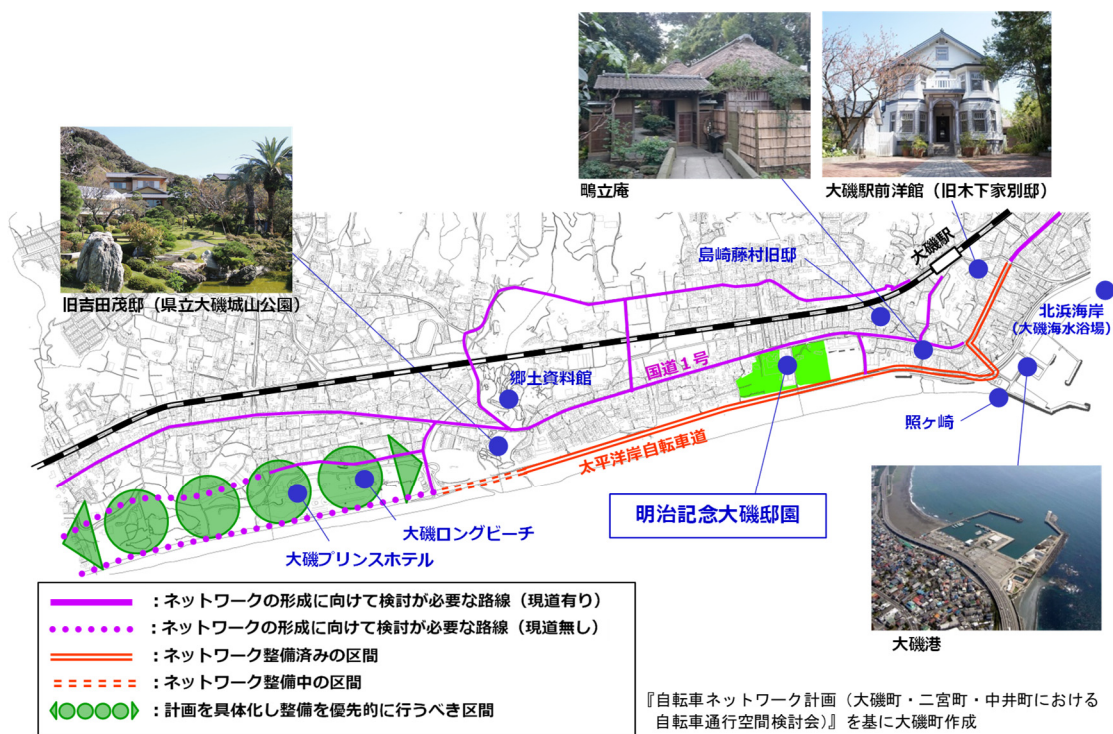 鴫立庵
大磯駅前洋館（旧木下家別邸）
旧吉田茂邸（県立大磯城山公園）
大磯駅
島崎藤村旧邸
北浜海岸
（大磯海水浴場）
国道１号
郷土資料館
照ヶ崎
太平洋岸自転車道
明治記念大磯邸園
大磯ロングビーチ
大磯プリンスホテル
大磯港
：ネットワークの形成に向けて検討が必要な路線（現道有り）
：ネットワークの形成に向けて検討が必要な路線（現道無し）
：ネットワーク整備済みの区間
：ネットワーク整備中の区間
：計画を具体化し整備を優先的に行うべき区間
『自転車ネットワーク計画（大磯町・二宮町・中井町における
自転車通行空間検討会）』を基に大磯町作成